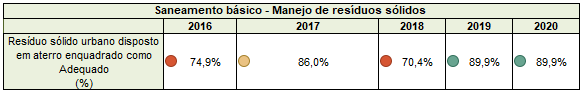 Saneamento básico - Manejo de resíduos sólidos
2016 2017 2018 2019 2020
Resíduo sólido urbano disposto
em aterro enquadrado como
Adequado
(%)
74,9% 86,0% 70,4% 89,9% 89,9%